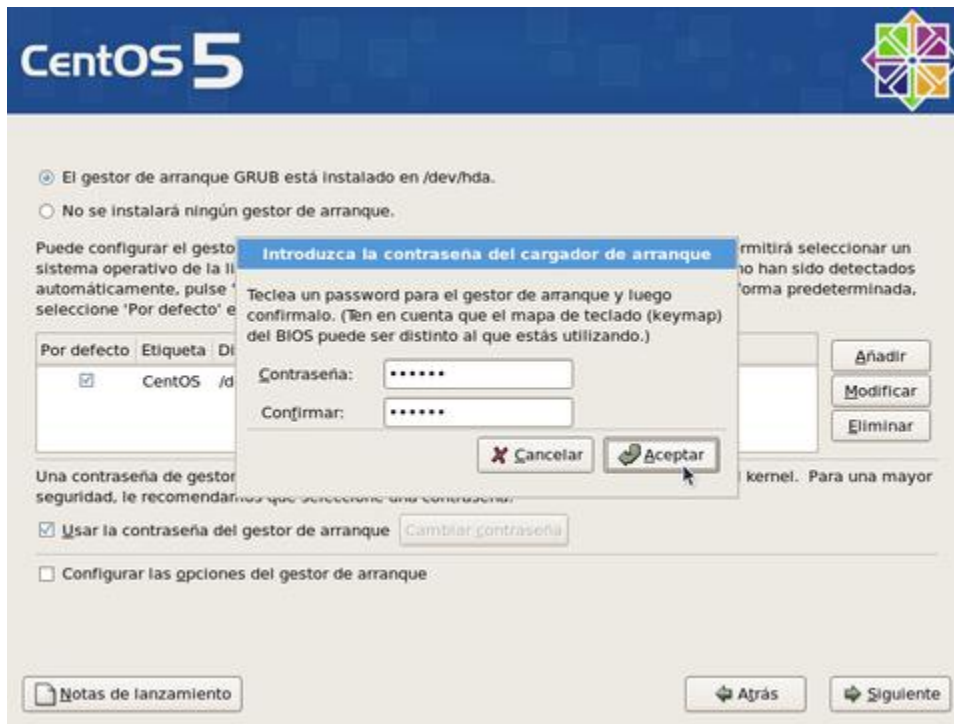 CentOS 5
El gestor de arranque GRUB está instalado en /dev/hda.
No se instalará ningún gestor de arranque.
Puede configurar el gesto
rmitirá seleccionar un
sistema operativo de la li
no han sido detectados
automáticamente, pulse '
forma predeterminada,
seleccione 'Por defecto' e
Introduzca la contraseña del cargador de arranque
Teclea un password para el gestor de arranque y luego
confirmalo. (Ten en cuenta que el mapa de teclado (keymap)
del BIOS puede ser distinto al que estás utilizando.)
Contraseña: ••••••
Confirmar: ••••••
Cancelar Aceptar
Por defecto Etiqueta Di
CentOS /d
Añadir
Modificar
Eliminar
Una contraseña de gestor
kernel. Para una mayor
seguridad, le recomendamos que seleccione una contraseña.
Usar la contraseña del gestor de arranque Cambiar contraseña
Configurar las opciones del gestor de arranque
Notas de lanzamiento Atrás Siguiente